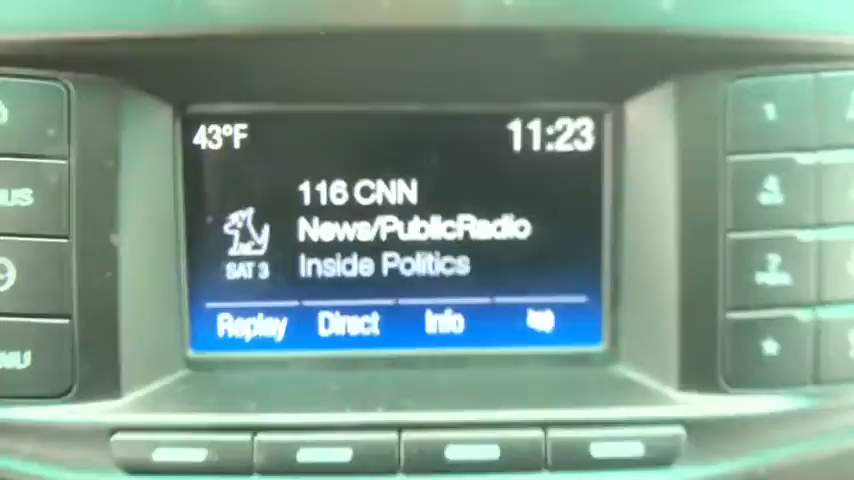 43°F
11:23
116 CNN
News/PublicRadio
SAT 3
Inside Politics
Replay Direct Info